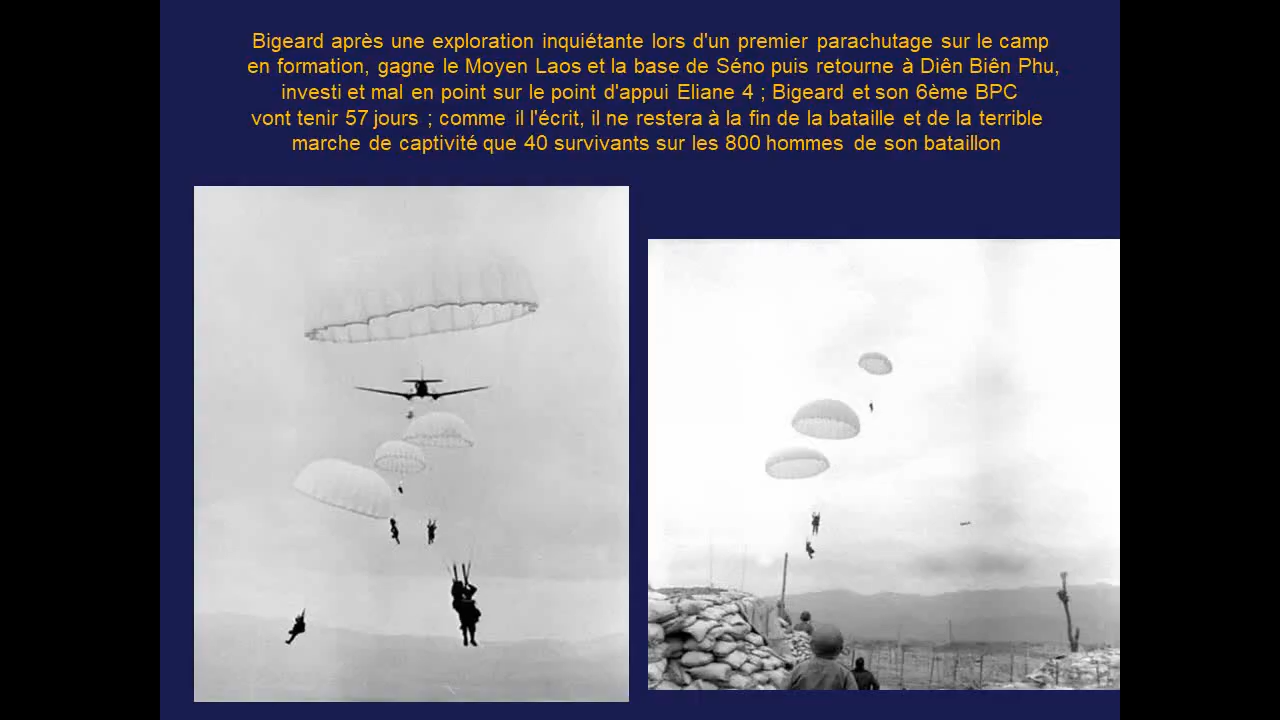 Bigeard après une exploration inquiétante lors d'un premier parachutage sur le camp
en formation, gagne le Moyen Laos et la base de Séno puis retourne à Diên Biên Phu,
investi et mal en point sur le point d'appui Eliane 4 ; Bigeard et son 6ème BPC
vont tenir 57 jours ; comme il l'écrit, il ne restera à la fin de la bataille et de la terrible
marche de captivité que 40 survivants sur les 800 hommes de son bataillon